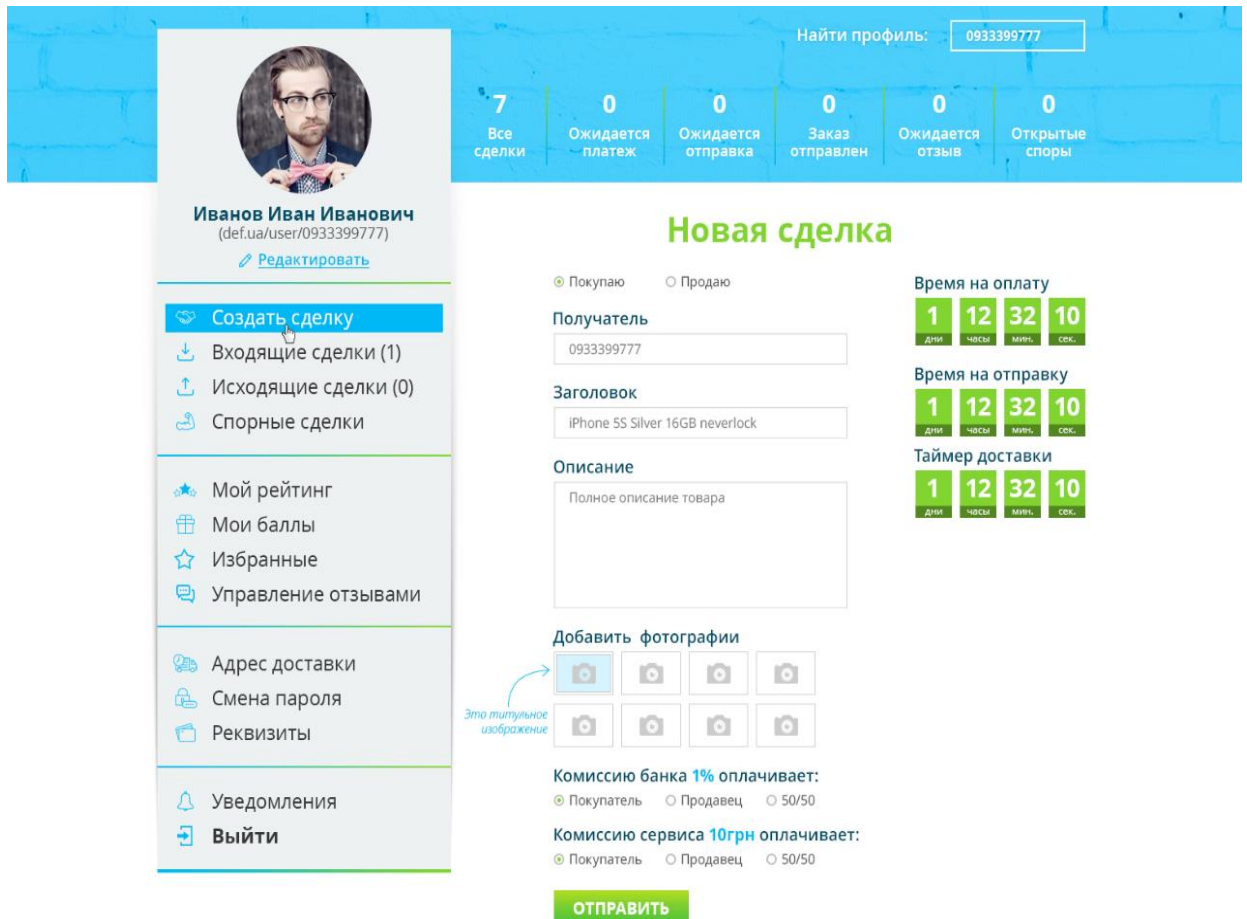 Найти профиль: 0933399777
7 0 0 0 0 0
Все Ожидается Ожидается Заказ Ожидается Открытые
сделки платеж отправка отправлен отзыв споры
Иванов Иван Иванович
(def.ua/user/0933399777)
Редактировать
Создать сделку
Входящие сделки (1)
Исходящие сделки (0)
Спорные сделки
Мой рейтинг
Мои баллы
Избранные
Управление отзывами
Адрес доставки
Смена пароля
Реквизиты
Уведомления
Выйти
Новая сделка
Покупаю Продаю
Получатель
0933399777
Заголовок
iPhone 5S Silver 16GB neverlock
Описание
Полное описание товара
Добавить фотографии
Это титульное
изображение
Комиссию банка 1% оплачивает:
Покупатель Продавец 50/50
Комиссию сервиса 10грн оплачивает:
Покупатель Продавец 50/50
ОТПРАВИТЬ
Время на оплату
1 12 32 10
дни часы мин. сек.
Время на отправку
1 12 32 10
дни часы мин. сек.
Таймер доставки
1 12 32 10
дни часы мин. сек.